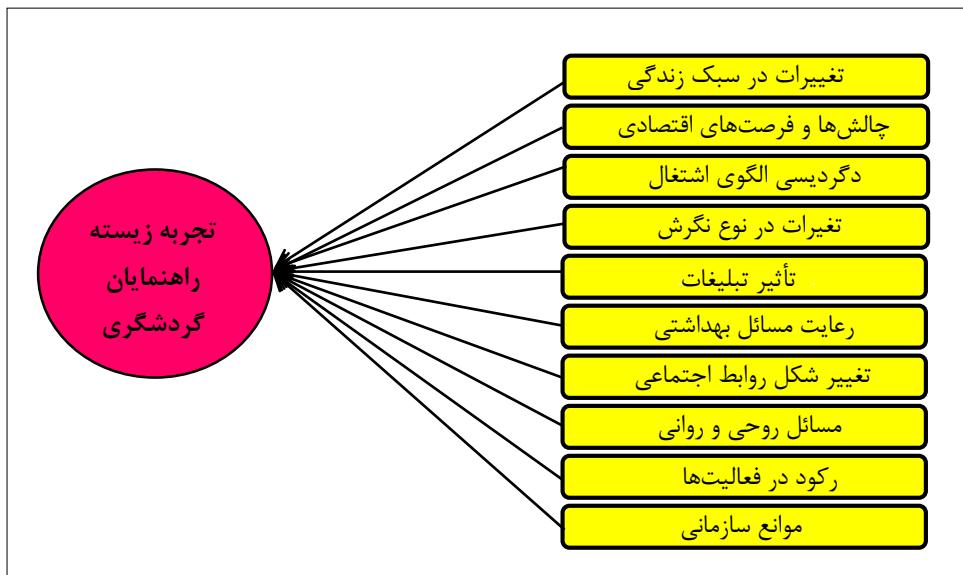 تغییرات در سبک زندگی
چالش‌ها و فرصت‌های اقتصادی
دگردیسی الگوی اشتغال
تغیرات در نوع نگرش
تأثیر تبلیغات
رعایت مسائل بهداشتی
تغییر شکل روابط اجتماعی
مسائل روحی و روانی
رکود در فعالیت‌ها
موانع سازمانی
تجربه زیسته
راهنمایان
گردشگری